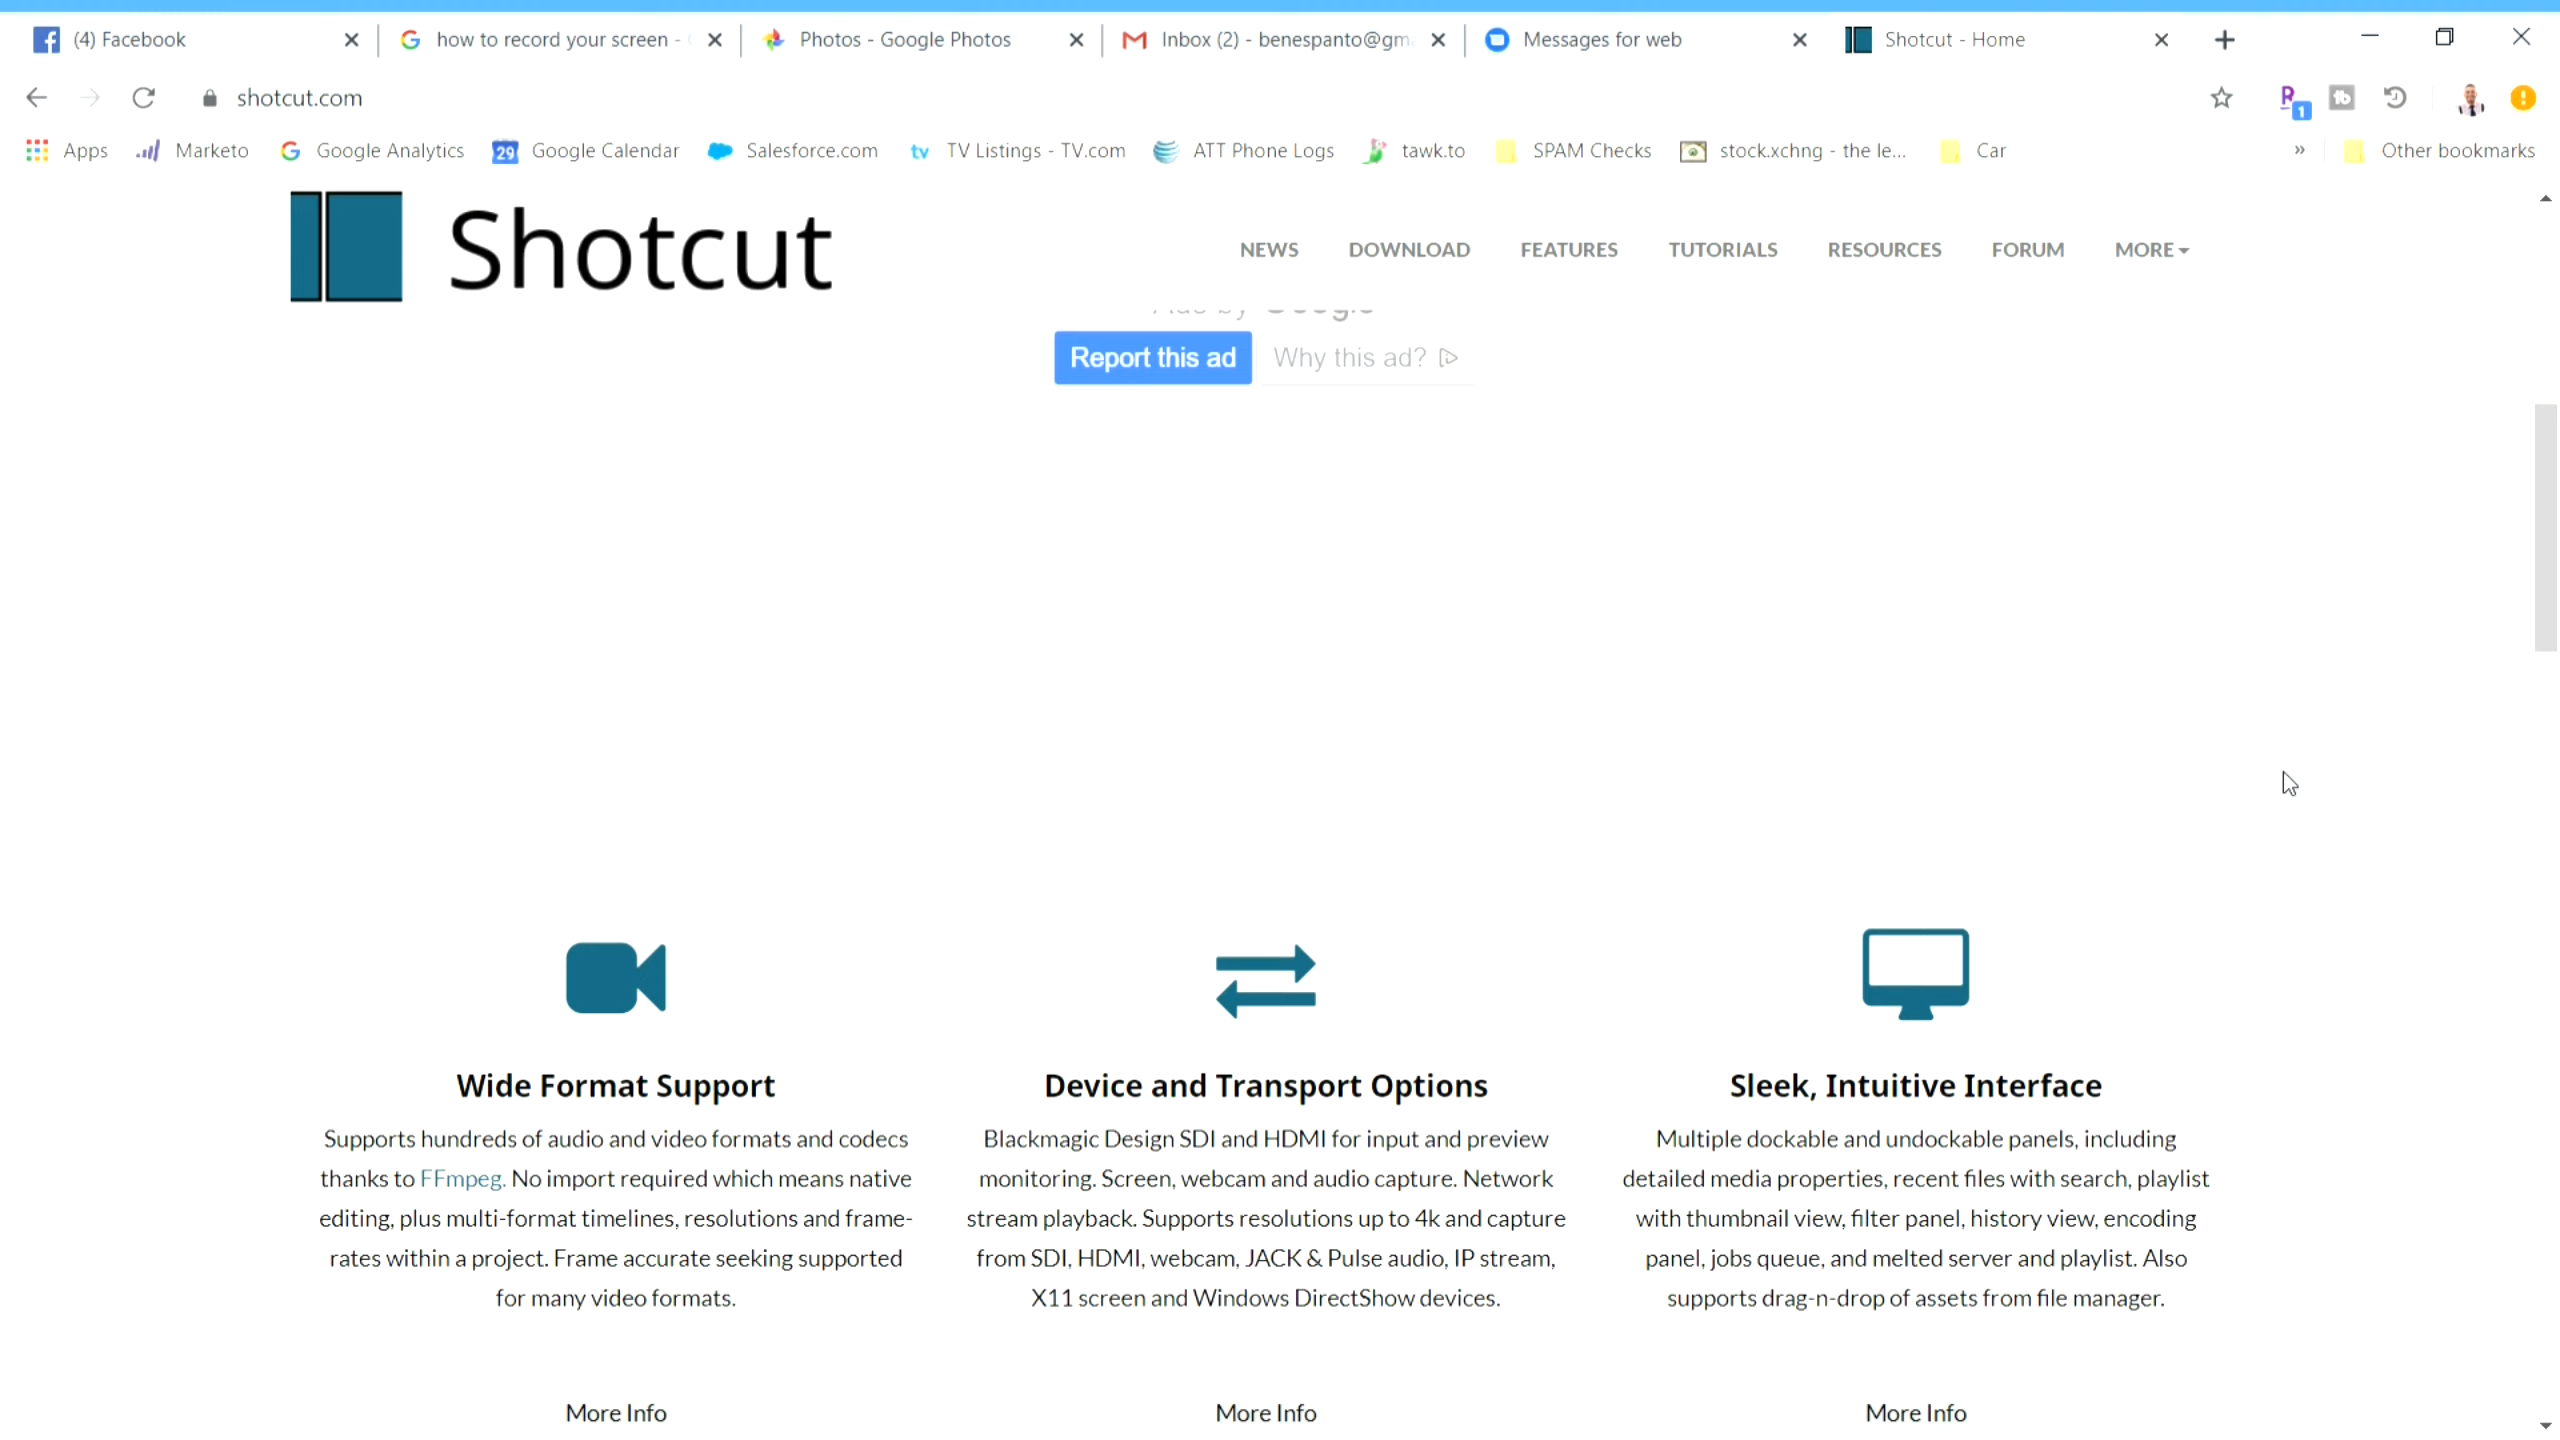 (4) Facebook
how to record your screen -
Photos - Google Photos
Inbox (2) - benespanto@gm
Messages for web
Shotcut - Home
shotcut.com
1
Apps
Marketo
Google Analytics
29 Google Calendar
Salesforce.com
tv TV Listings - TV.com
ATT Phone Logs
tawk.to
SPAM Checks
stock.xchng - the le...
Car
»
Other bookmarks
Shotcut
NEWS
DOWNLOAD
FEATURES
TUTORIALS
RESOURCES
FORUM
MORE
Ads by Google
Report this ad
Why this ad?
Wide Format Support
Supports hundreds of audio and video formats and codecs
thanks to FFmpeg. No import required which means native
editing, plus multi-format timelines, resolutions and frame-
rates within a project. Frame accurate seeking supported
for many video formats.
More Info
Device and Transport Options
Blackmagic Design SDI and HDMI for input and preview
monitoring. Screen, webcam and audio capture. Network
stream playback. Supports resolutions up to 4k and capture
from SDI, HDMI, webcam, JACK & Pulse audio, IP stream,
X11 screen and Windows DirectShow devices.
More Info
Sleek, Intuitive Interface
Multiple dockable and undockable panels, including
detailed media properties, recent files with search, playlist
with thumbnail view, filter panel, history view, encoding
panel, jobs queue, and melted server and playlist. Also
supports drag-n-drop of assets from file manager.
More Info